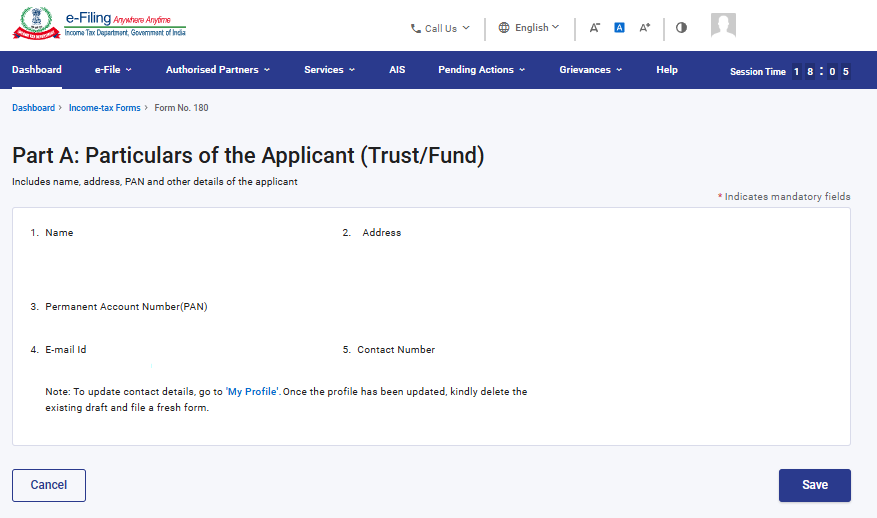 e-Filing Anywhere Anytime
Income Tax Department, Government of India
Call Us
English
A-
A
A+
Dashboard e-File Authorised Partners Services AIS Pending Actions Grievances Help Session Time 1 8 : 0 5
Dashboard > Income-tax Forms > Form No. 180
Part A: Particulars of the Applicant (Trust/Fund)
Includes name, address, PAN and other details of the applicant
* Indicates mandatory fields
1. Name
2. Address
3. Permanent Account Number(PAN)
4. E-mail Id
5. Contact Number
Note: To update contact details, go to 'My Profile'. Once the profile has been updated, kindly delete the
existing draft and file a fresh form.
Cancel
Save